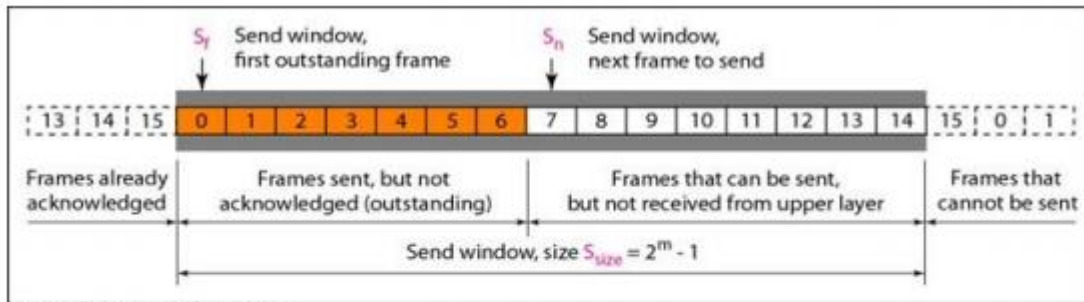 Sf Send window,
first outstanding frame
Sn Send window,
next frame to send
13 14 15 0 1 2 3 4 5 6 7 8 9 10 11 12 13 14 15 0 1
Frames already
acknowledged
Frames sent, but not
acknowledged (outstanding)
Frames that can be sent,
but not received from upper layer
Frames that
cannot be sent
Send window, size Ssize = 2^m - 1